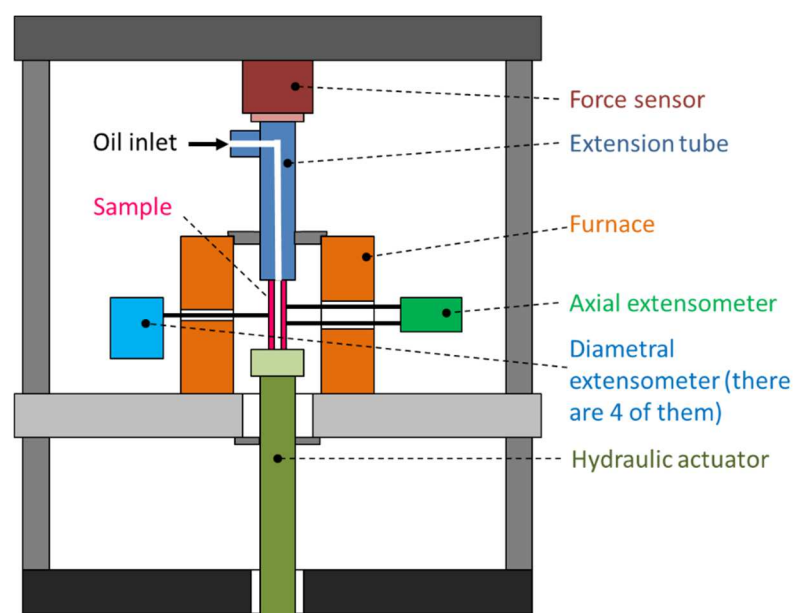 Force sensor
Oil inlet
Extension tube
Sample
Furnace
Axial extensometer
Diametral
extensometer (there
are 4 of them)
Hydraulic actuator